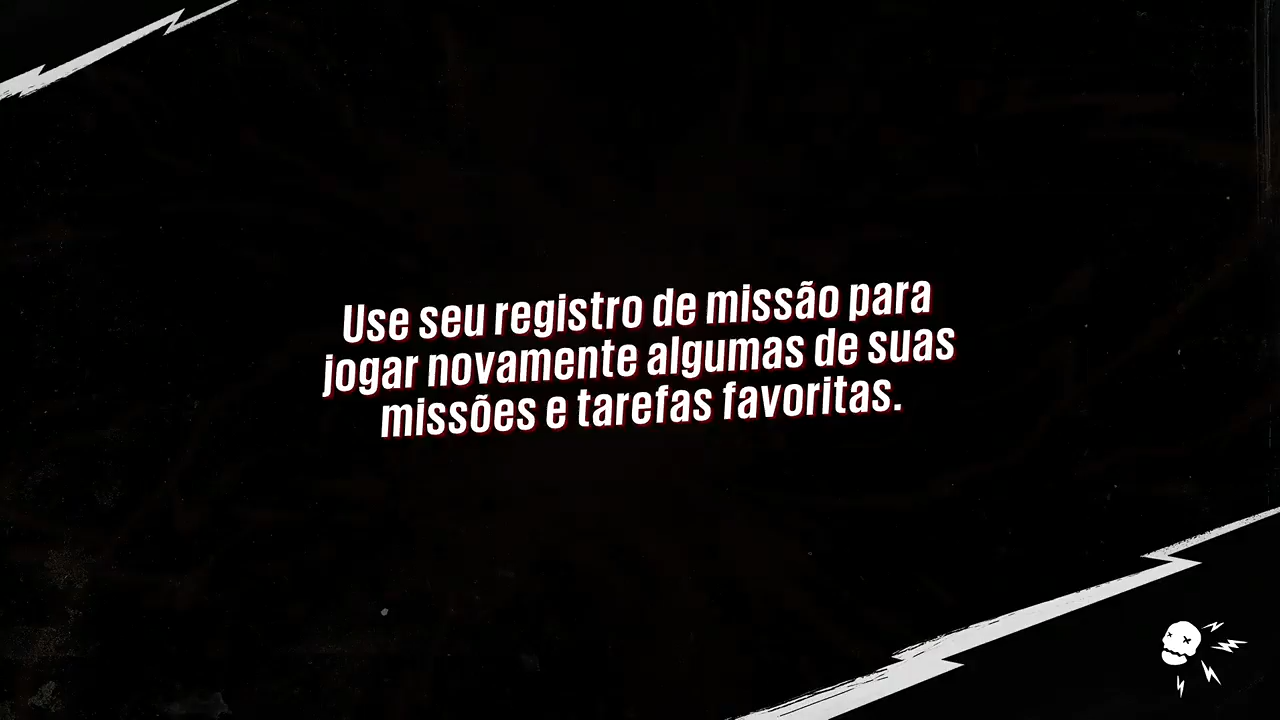 Use seu registro de missão para
jogar novamente algumas de suas
missões e tarefas favoritas.